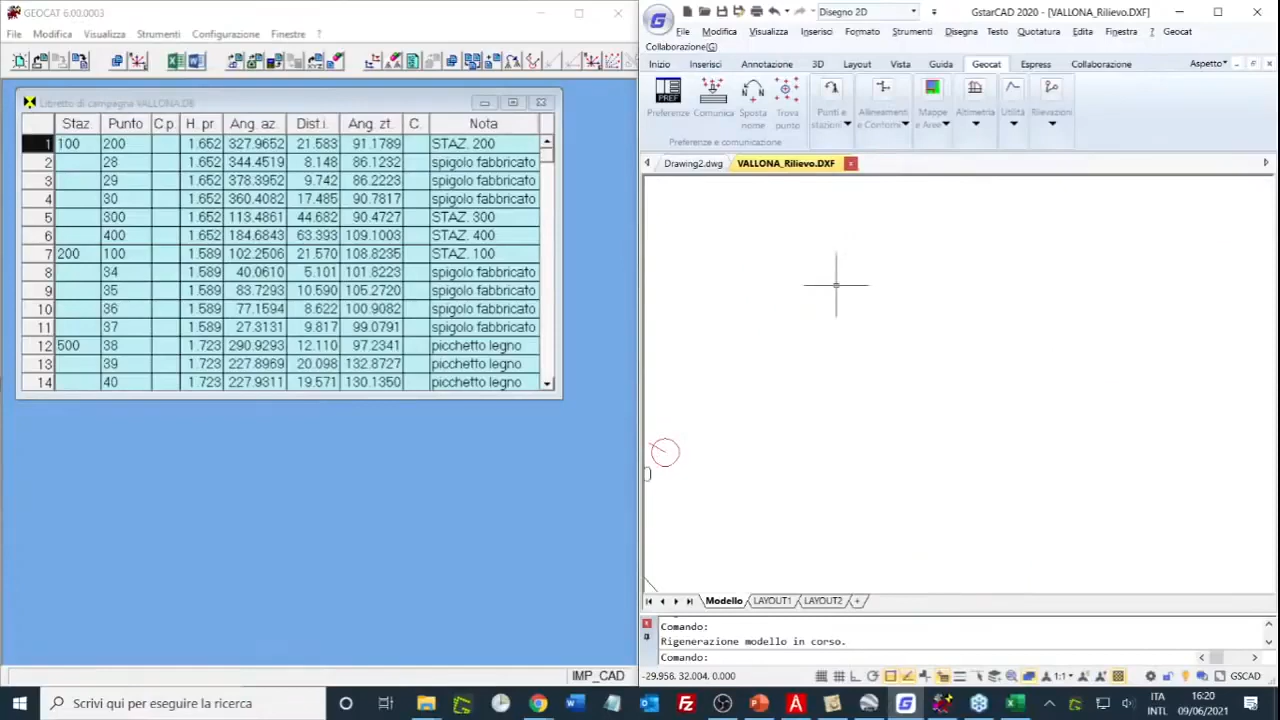 GEOCAT 6.00.0003
File Modifica Visualizza Strumenti Configurazione Finestre ?
Libretto di campagna VALLONA.DB
Staz Punto C.p. H. pr. Ang. az. Dist.i. Ang. zt. C. Nota
1 100 200 1.652 327.9652 21.583 91.1789 STAZ. 200
2 28 1.652 344.4519 8.148 86.1232 spigolo fabbricato
3 29 1.652 378.3952 9.742 86.2223 spigolo fabbricato
4 30 1.652 360.4082 17.485 90.7817 spigolo fabbricato
5 300 1.652 113.4861 44.682 90.4727 STAZ. 300
6 400 1.652 184.6843 63.393 109.1003 STAZ. 400
7 200 100 1.589 102.2506 21.570 108.8235 STAZ. 100
8 34 1.589 40.0610 5.101 101.8223 spigolo fabbricato
9 35 1.589 83.7293 10.590 105.2720 spigolo fabbricato
10 36 1.589 77.1594 8.622 100.9082 spigolo fabbricato
11 37 1.589 27.3131 9.817 99.0791 spigolo fabbricato
12 500 38 1.723 290.9293 12.110 97.2341 picchetto legno
13 39 1.723 227.8969 20.098 132.8727 picchetto legno
14 40 1.723 227.9311 19.571 130.1350 picchetto legno
IMP_CAD
Disegno 2D GstarCAD 2020 - [VALLONA_Rilievo.DXF]
File Modifica Visualizza Inserisci Formato Strumenti Disegna Testo Quotatura Edita Finestra ? Geocat
Collaborazione(G)
Inizio Inserisci Annotazione 3D Layout Vista Guida Geocat Espress Collaborazione Aspetto
PREF
Preferenze Comunica Sposta nome Trova punto Punti e stazioni Allineamenti e Conforni Mappe e Aree Altimetria Utilità Rilevazioni
Preferenze e comunicazione
Drawing2.dwg VALLONA_Rilievo.DXF
0
Modello LAYOUT1 LAYOUT2 +
Comando:
Rigenerazione modello in corso.
Comando:
-29.958, 32.004, 0.000 1:1 GSCAD
Scrivi qui per eseguire la ricerca
ITA
INTL
16:20
09/06/2021